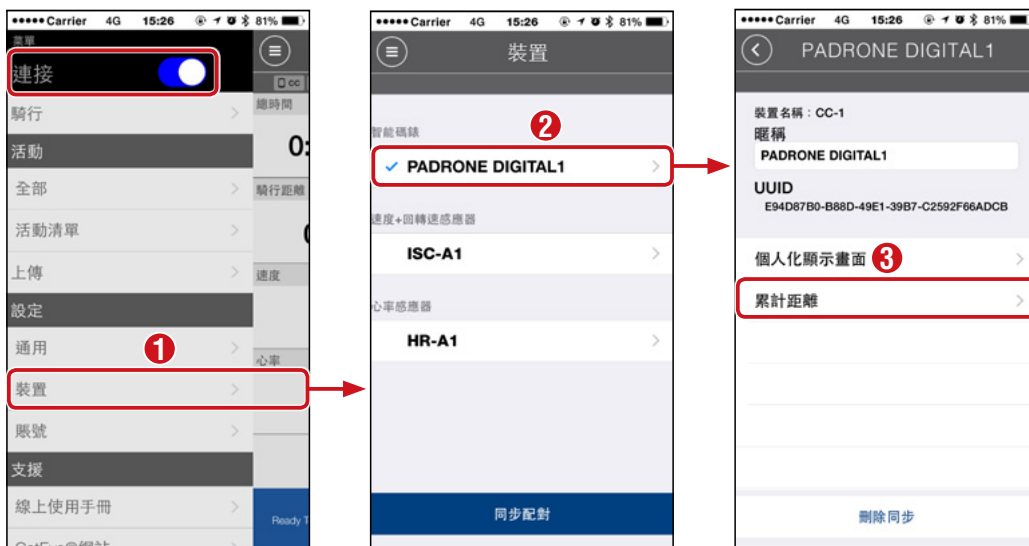 Carrier 4G 15:26 81%
菜單
連接
騎行
活動
全部
活動清單
上傳
設定
通用
1
裝置
賬號
支援
線上使用手冊
cc
總時間
0:
騎行距離
速度
心率
Ready T
Carrier 4G 15:26 81%
裝置
智能碼錶
2
PADRONE DIGITAL1
速度+回轉速感應器
ISC-A1
心率感應器
HR-A1
同步配對
Carrier 4G 15:26 81%
PADRONE DIGITAL1
裝置名稱：CC-1
暱稱
PADRONE DIGITAL1
UUID
E94D87B0-B88D-49E1-39B7-C2592F66ADCB
個人化顯示畫面 3
累計距離
刪除同步